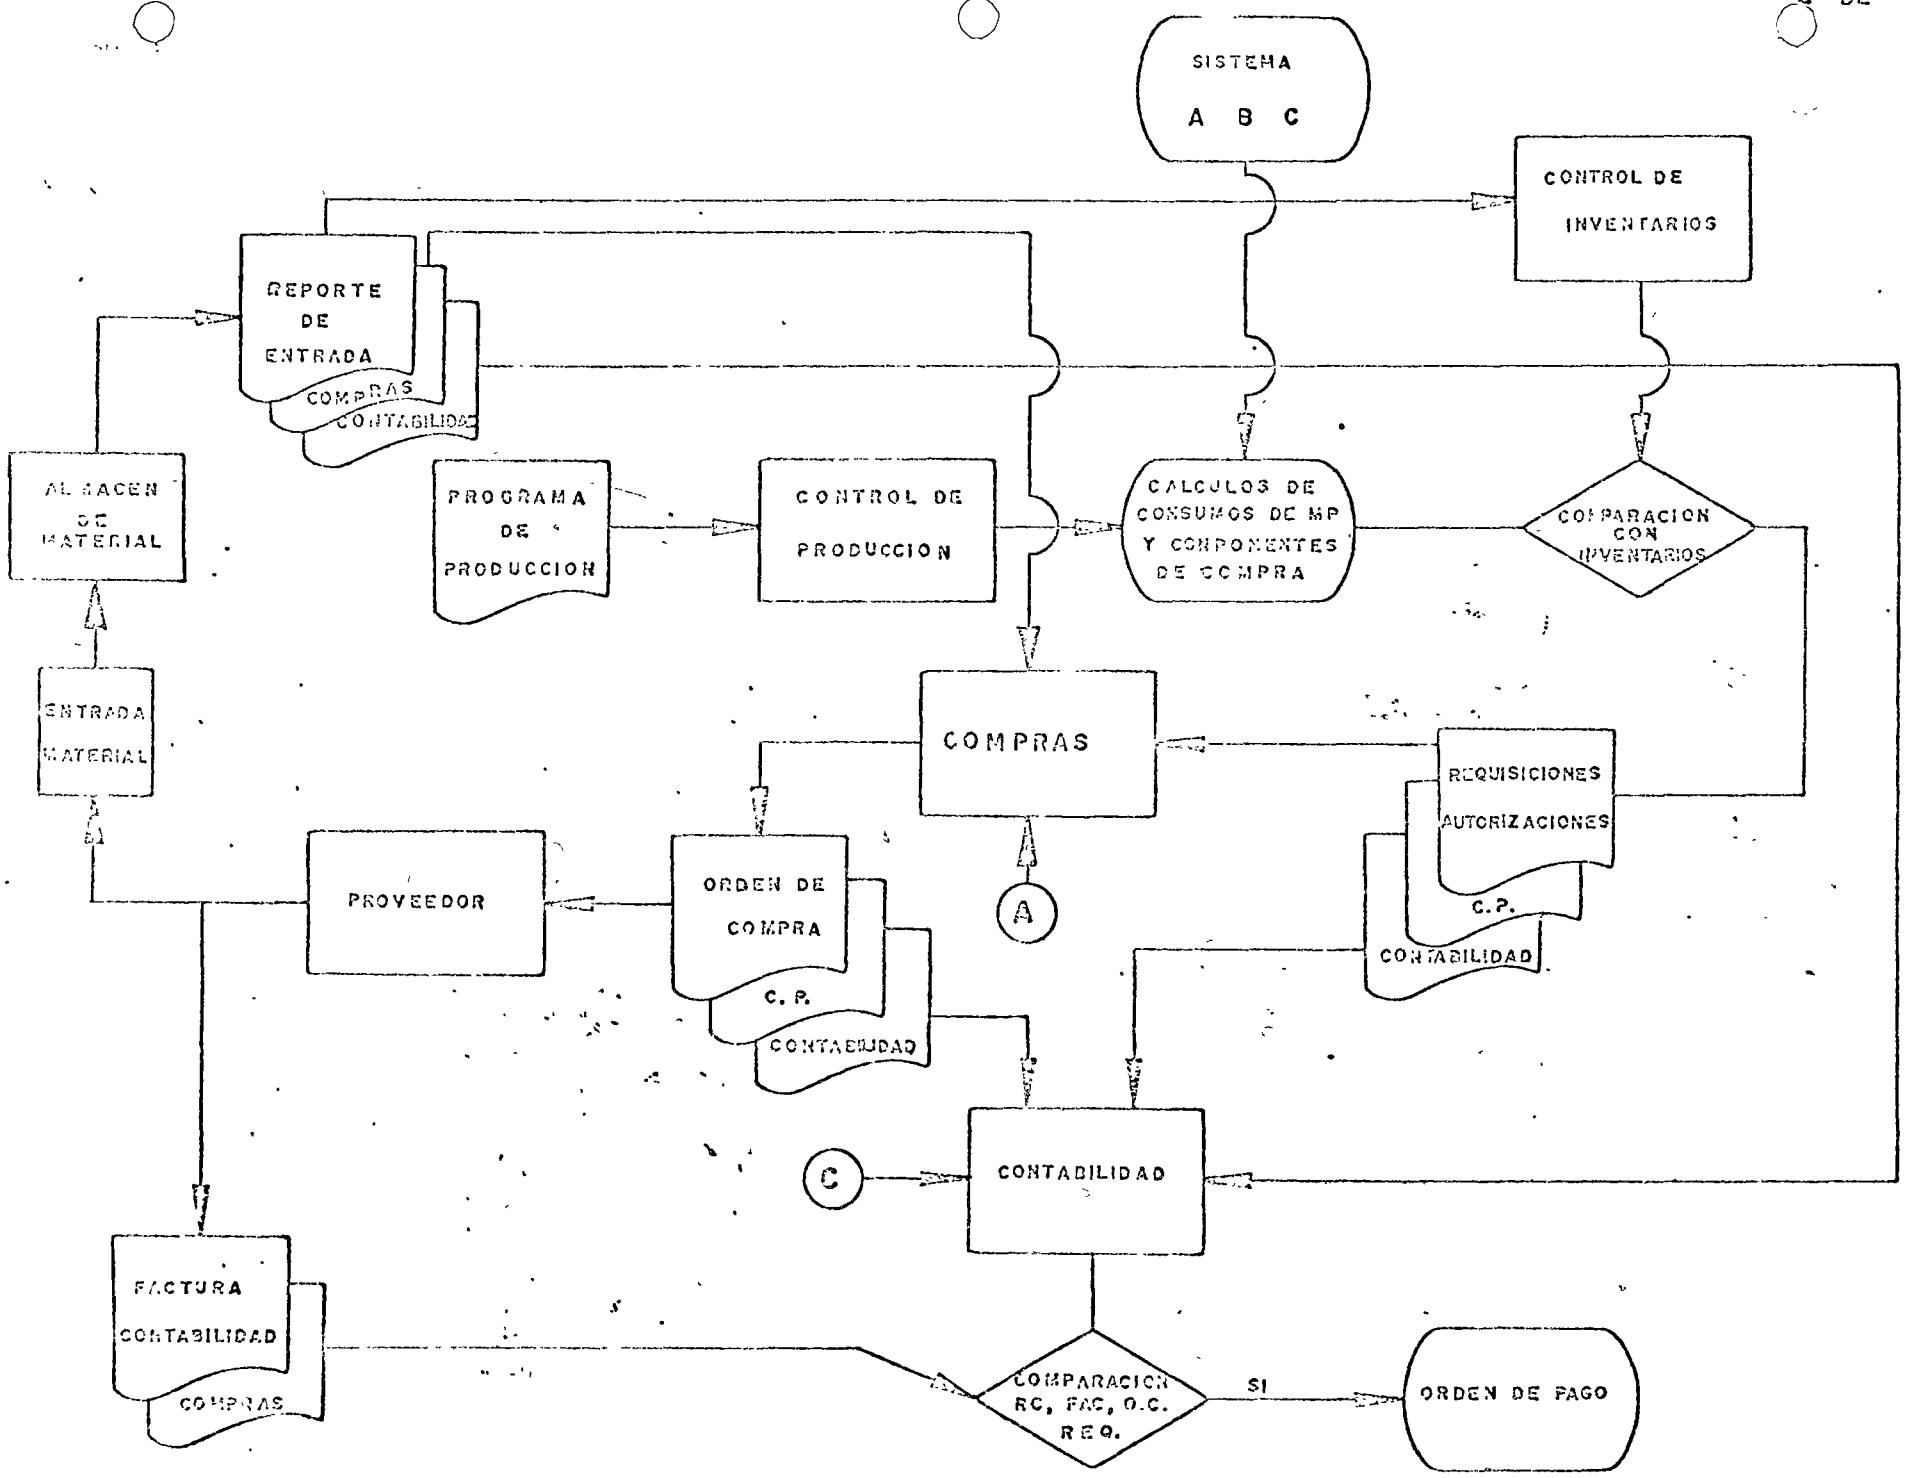 DE
SISTEMA
A B C
CONTROL DE
INVENTARIOS
REPORTE
DE
ENTRADA
COMPRAS
CONTABILIDAD
ALMACEN
DE
MATERIAL
PROGRAMA
DE
PRODUCCION
CONTROL DE
PRODUCCION
CALCULOS DE
CONSUMOS DE MP
Y COMPONENTES
DE COMPRA
COMPARACION
CON
INVENTARIOS
ENTRADA
MATERIAL
COMPRAS
REQUISICIONES
AUTORIZACIONES
C.P.
CONTABILIDAD
PROVEEDOR
ORDEN DE
COMPRA
C. P.
CONTABILIDAD
A
C
CONTABILIDAD
FACTURA
CONTABILIDAD
COMPRAS
COMPARACION
RC, FAC, O.C.
REQ.
SI
ORDEN DE PAGO